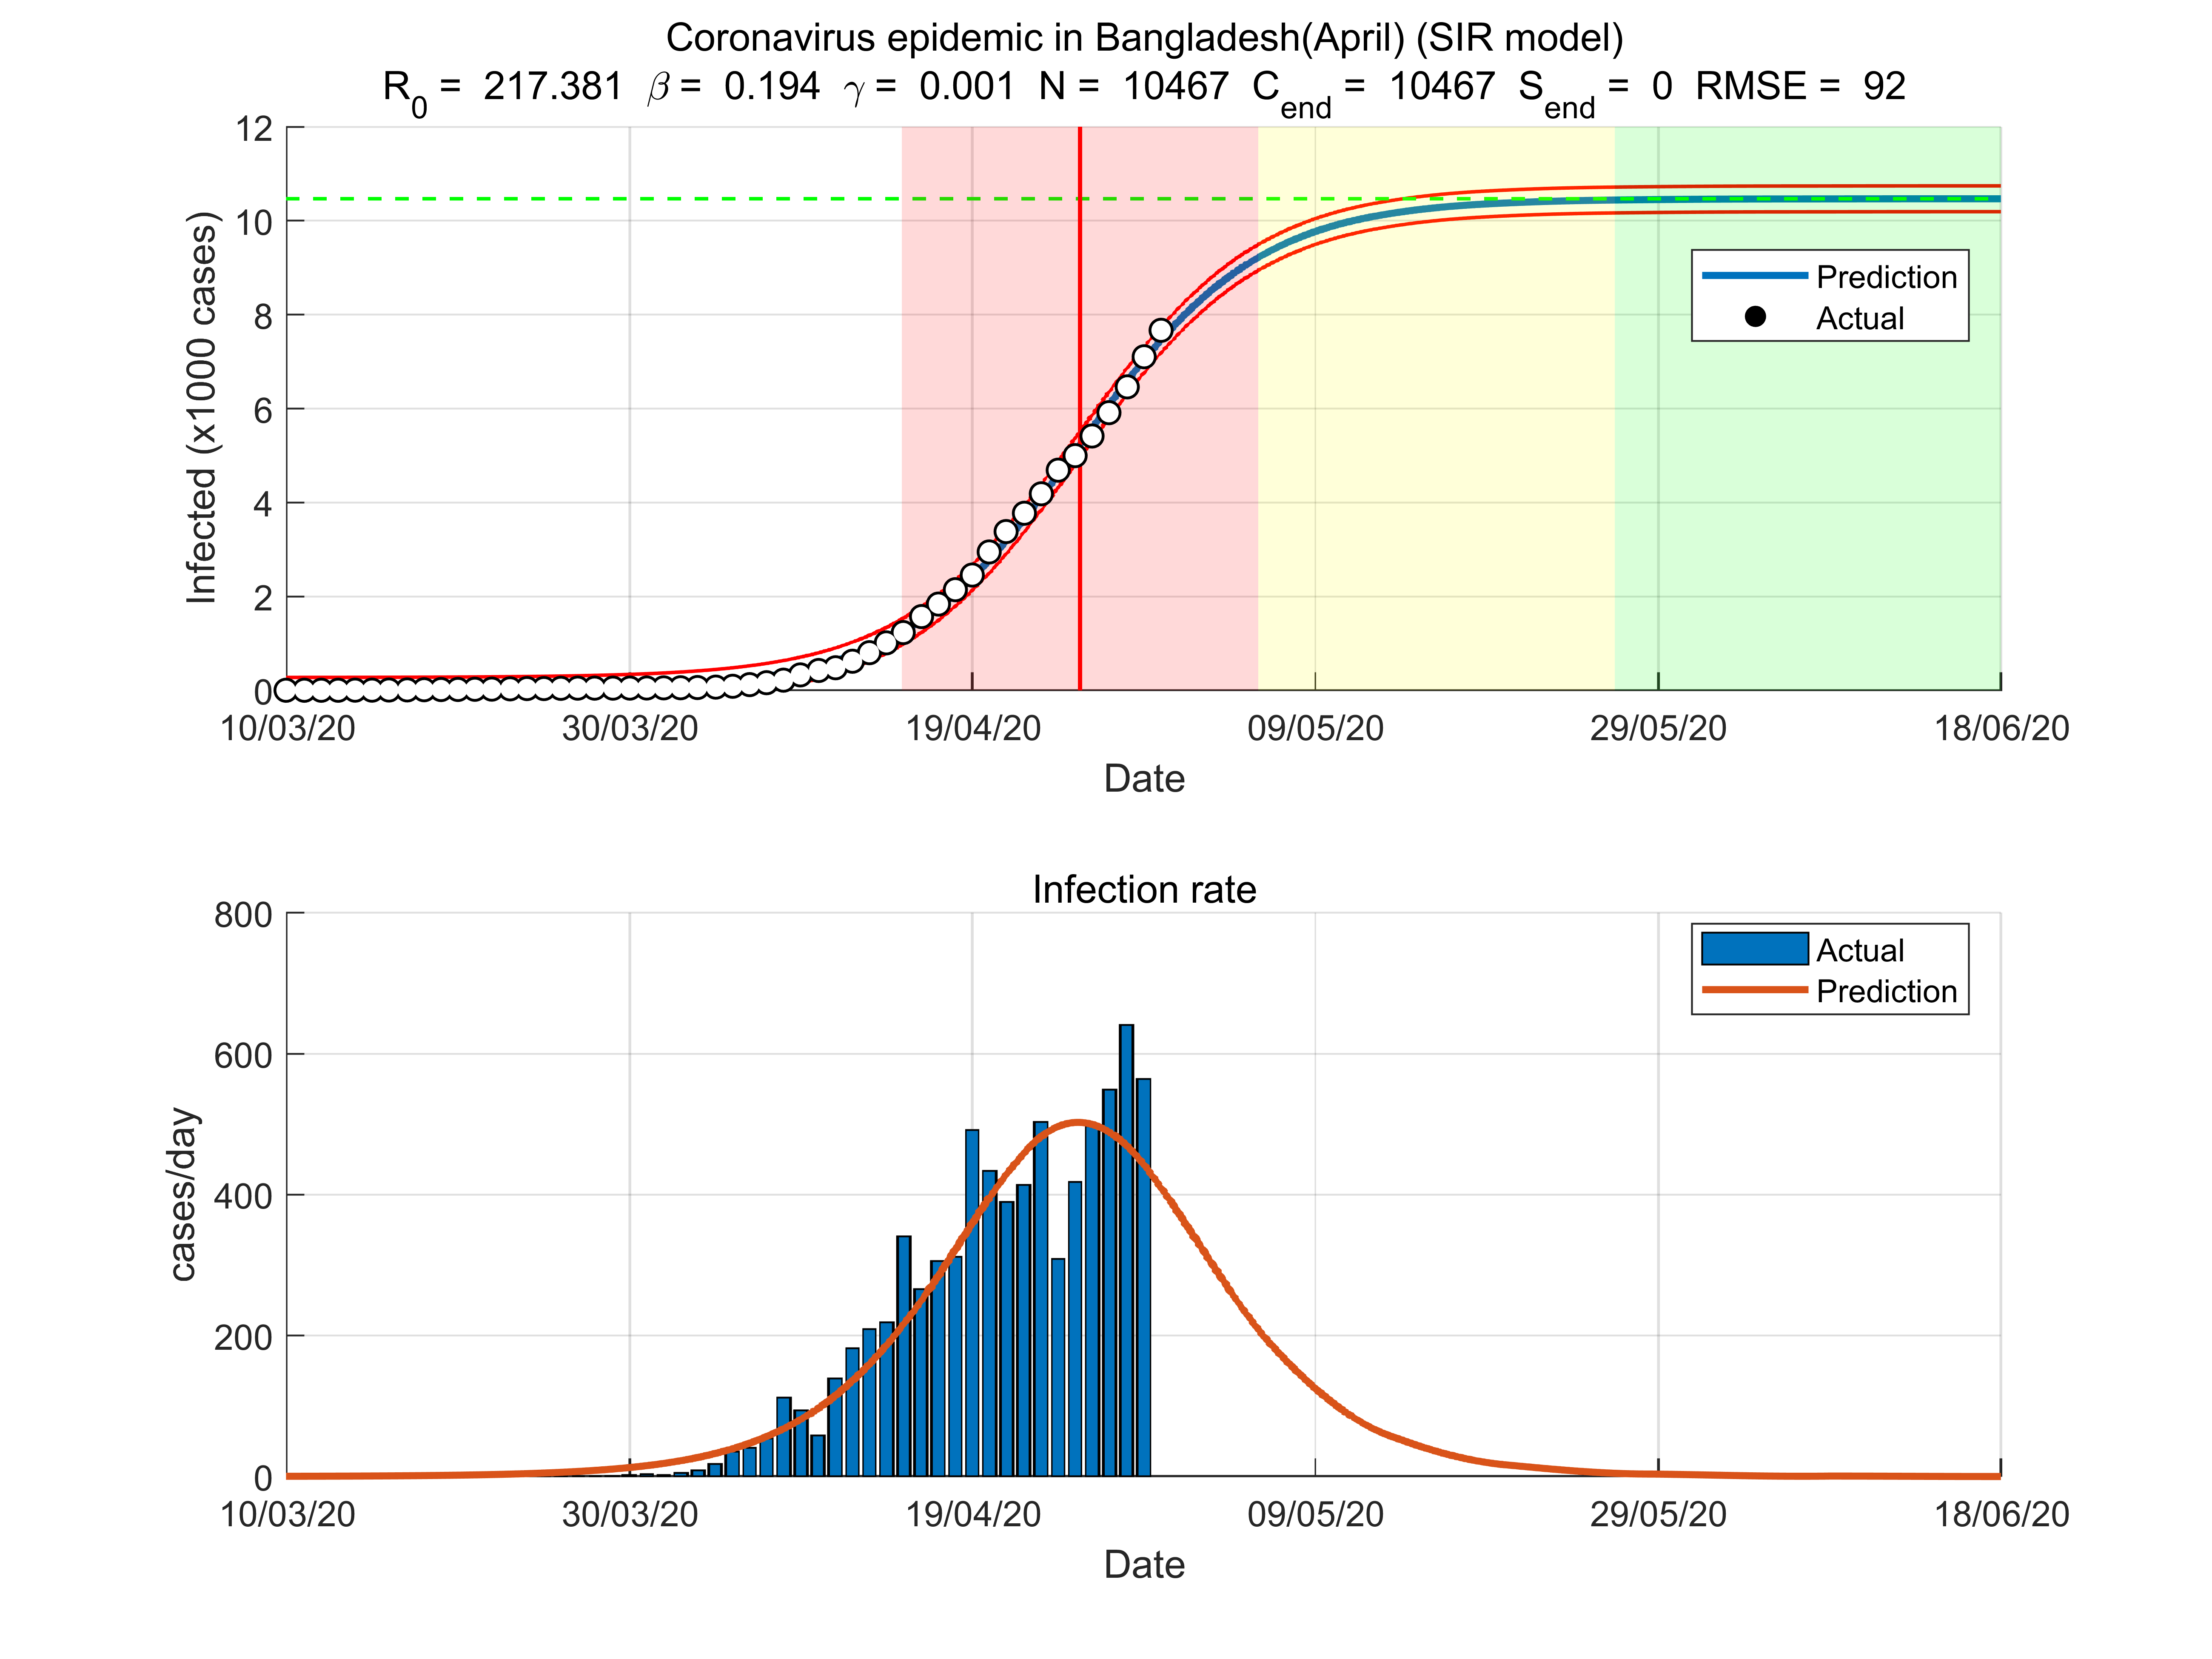 Coronavirus epidemic in Bangladesh(April) (SIR model)
R0 = 217.381 β = 0.194 γ = 0.001 N = 10467 Cend = 10467 Send = 0 RMSE = 92
12
10
8
6
4
2
0
Infected (x1000 cases)
Prediction
Actual
10/03/20 30/03/20 19/04/20 09/05/20 29/05/20 18/06/20
Date
Infection rate
800
600
400
200
0
cases/day
Actual
Prediction
10/03/20 30/03/20 19/04/20 09/05/20 29/05/20 18/06/20
Date